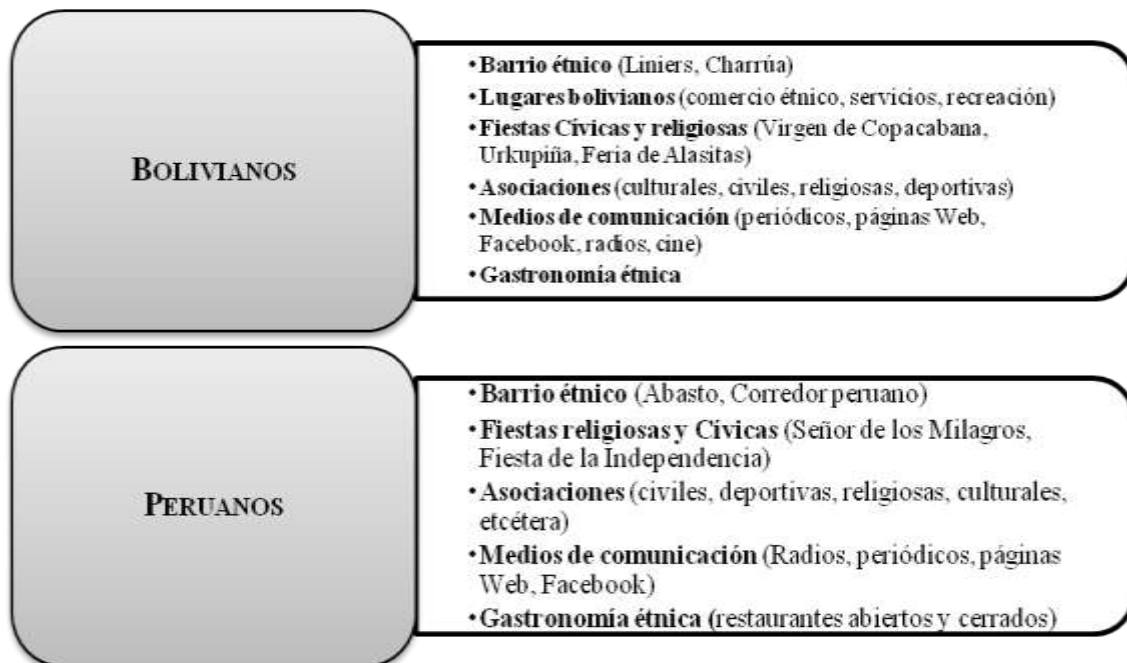 BOLIVIANOS
•Barrio étnico (Liniers, Charrúa)
•Lugares bolivianos (comercio étnico, servicios, recreación)
•Fiestas Cívicas y religiosas (Virgen de Copacabana,
Urkupiña, Feria de Alasitas)
•Asociaciones (culturales, civiles, religiosas, deportivas)
•Medios de comunicación (periódicos, páginas Web,
Facebook, radios, cine)
•Gastronomía étnica
PERUANOS
•Barrio étnico (Abasto, Corredor peruano)
•Fiestas religiosas y Cívicas (Señor de los Milagros,
Fiesta de la Independencia)
•Asociaciones (civiles, deportivas, religiosas, culturales,
etcétera)
•Medios de comunicación (Radios, periódicos, páginas
Web, Facebook)
•Gastronomía étnica (restaurantes abiertos y cerrados)